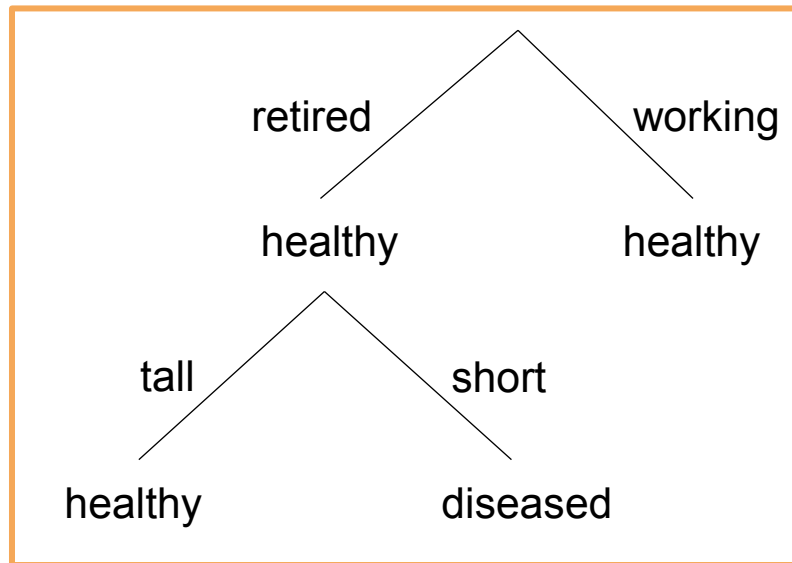 retired working
healthy healthy
tall short
healthy diseased